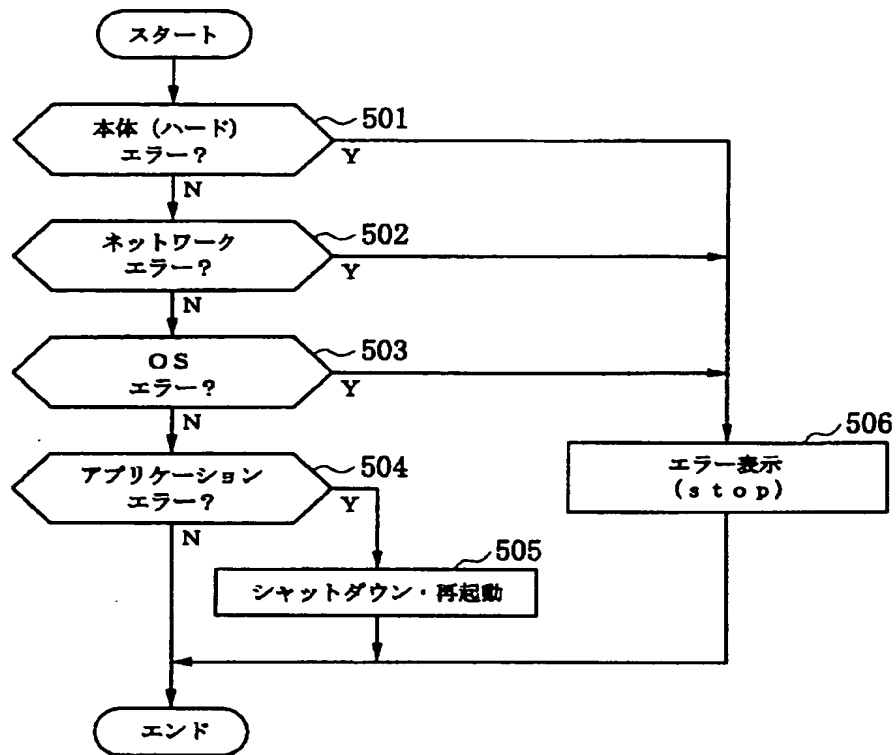 スタート
本体（ハード）
エラー？
501
Y
N
ネットワーク
エラー？
502
Y
N
ＯＳ
エラー？
503
Y
N
アプリケーション
エラー？
504
Y
N
505
シャットダウン・再起動
506
エラー表示
（ｓｔｏｐ）
エンド